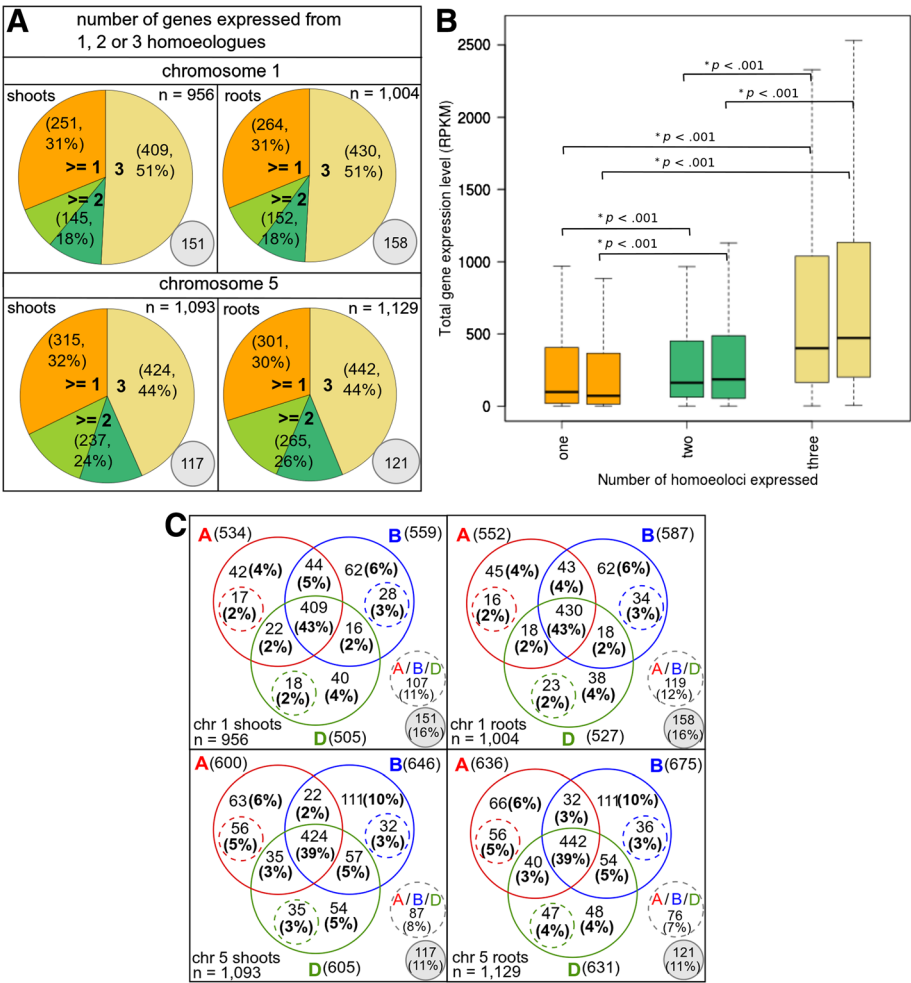 A
number of genes expressed from
1, 2 or 3 homoeologues
chromosome 1
shoots
n = 956
(251,
31%)
>= 1
3
(409,
51%)
>= 2
(145,
18%)
151
roots
n = 1,004
(264,
31%)
>= 1
3
(430,
51%)
>= 2
(152,
18%)
158
chromosome 5
shoots
n = 1,093
(315,
32%)
>= 1
3
(424,
44%)
>= 2
(237,
24%)
117
roots
n = 1,129
(301,
30%)
>= 1
3
(442,
44%)
>= 2
(265,
26%)
121
B
Total gene expression level (RPKM)
2500
2000
1500
1000
500
0
*p < .001
*p < .001
*p < .001
*p < .001
*p < .001
*p < .001
one
two
three
Number of homoeoloci expressed
C
A(534)
B(559)
42(4%)
44
(5%)
62(6%)
17
(2%)
28
(3%)
409
(43%)
22
(2%)
16
(2%)
18
(2%)
40
(4%)
A/B/D
107
(11%)
151
(16%)
chr 1 shoots
n = 956
D(505)
A(552)
B(587)
45(4%)
43
(4%)
62(6%)
16
(2%)
34
(3%)
430
(43%)
18
(2%)
18
(2%)
23
(2%)
38
(4%)
A/B/D
119
(12%)
158
(16%)
chr 1 roots
n = 1,004
D (527)
A(600)
B(646)
63(6%)
22
(2%)
111(10%)
56
(5%)
32
(3%)
424
(39%)
35
(3%)
57
(5%)
35
(3%)
54
(5%)
A/B/D
87
(8%)
117
(11%)
chr 5 shoots
n = 1,093
D(605)
A(636)
B(675)
66(6%)
32
(3%)
111(10%)
56
(5%)
36
(3%)
442
(39%)
40
(3%)
54
(5%)
47
(4%)
48
(4%)
A/B/D
76
(7%)
121
(11%)
chr 5 roots
n = 1,129
D(631)